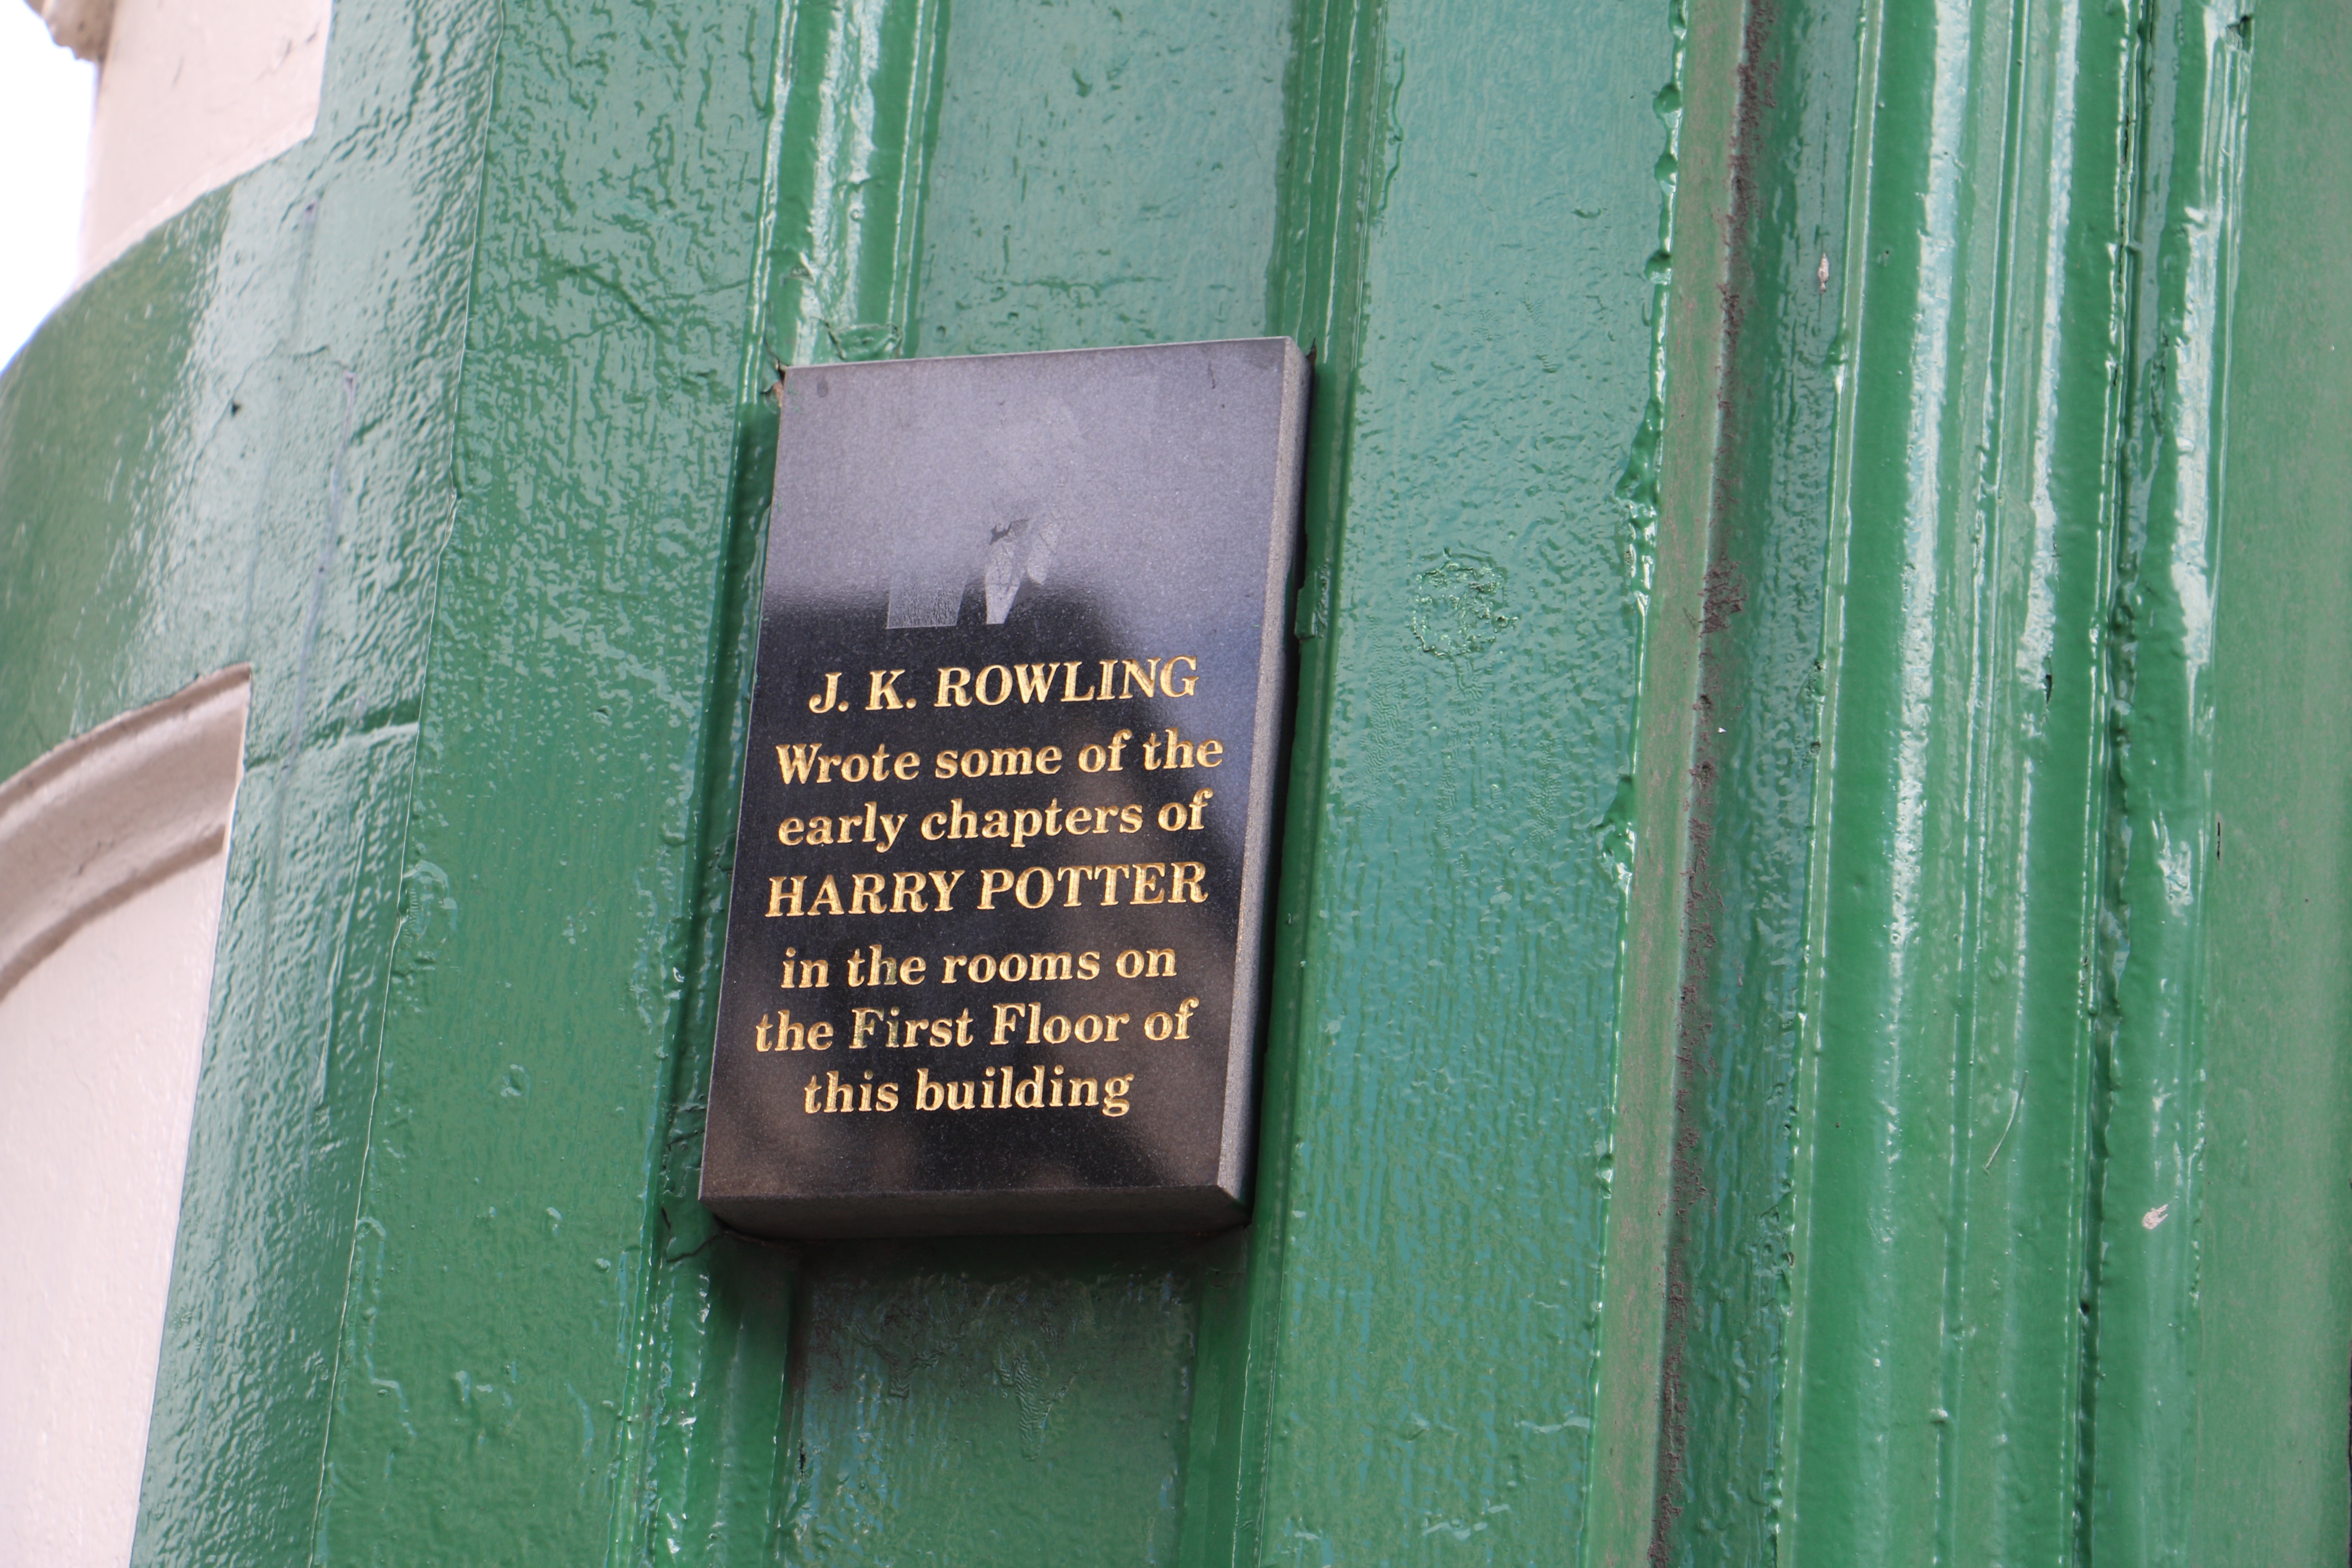 J. K. ROWLING
Wrote some of the
early chapters of
HARRY POTTER
in the rooms on
the First Floor of
this building